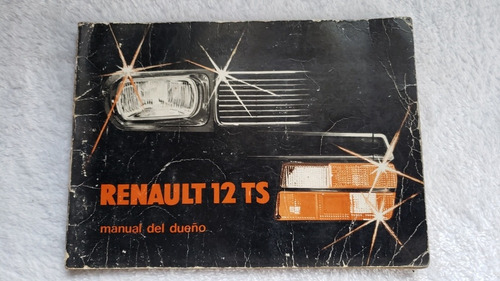 RENAULT 12 TS
manual del dueño